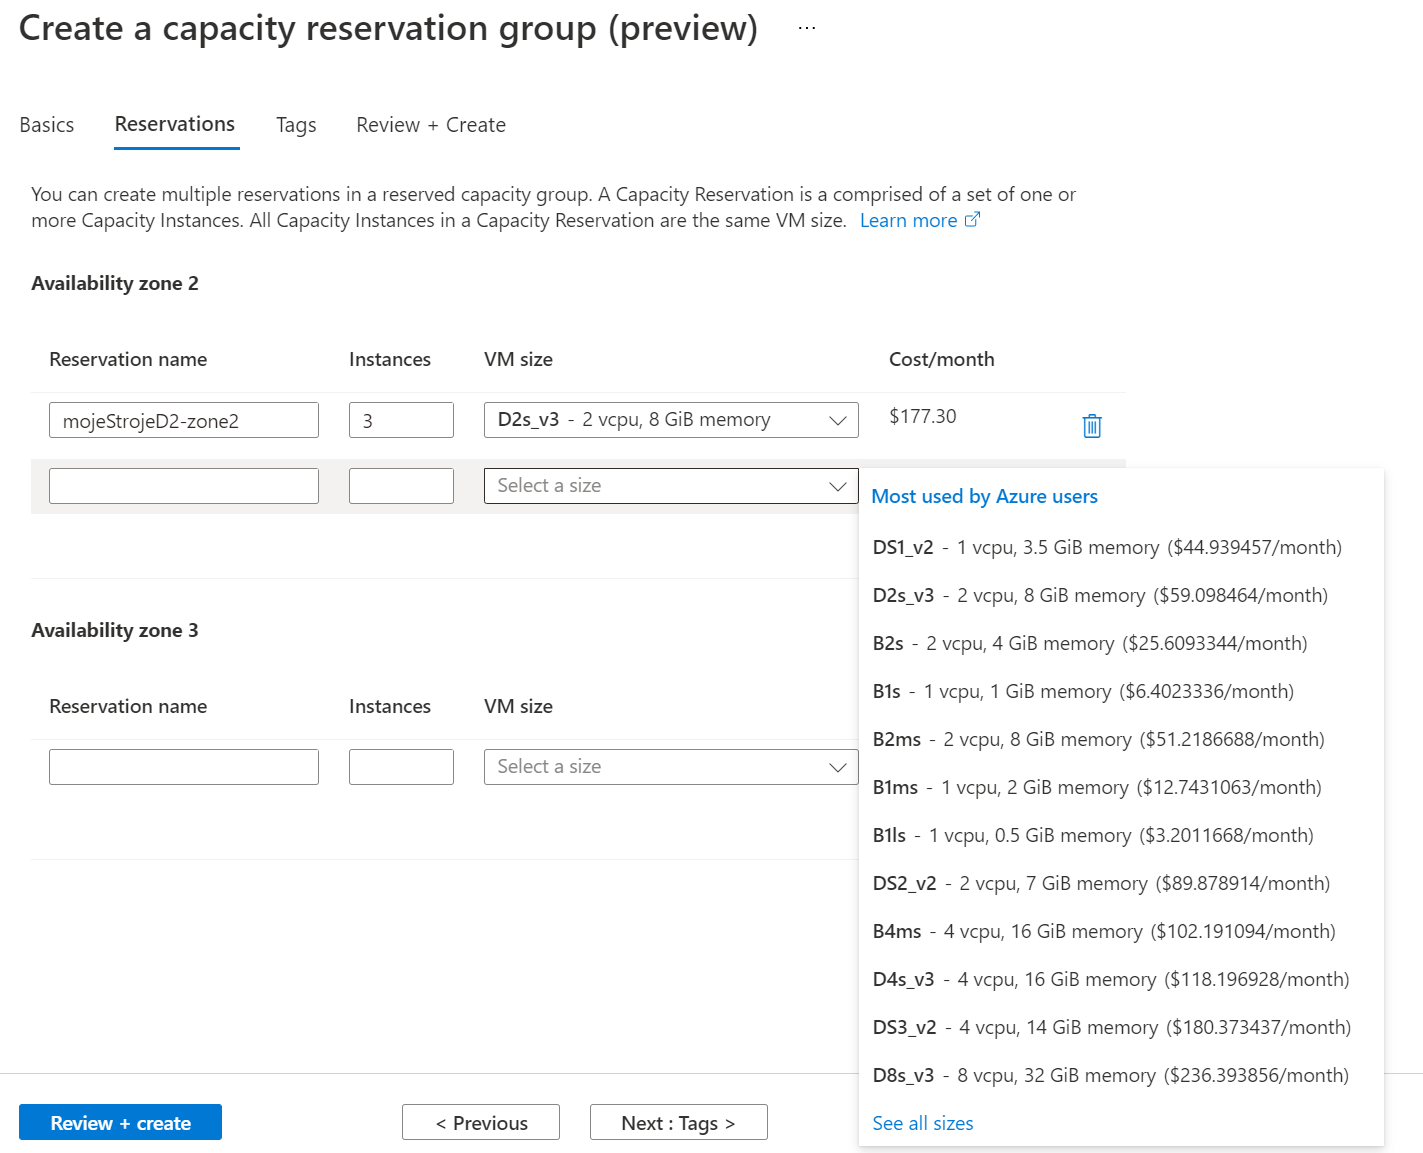 Create a capacity reservation group (preview) ...
Basics Reservations Tags Review + Create
You can create multiple reservations in a reserved capacity group. A Capacity Reservation is a comprised of a set of one or
more Capacity Instances. All Capacity Instances in a Capacity Reservation are the same VM size. Learn more
Availability zone 2
Reservation name Instances VM size Cost/month
mojeStrojeD2-zone2 3 D2s_v3 - 2 vcpu, 8 GiB memory $177.30
Select a size
Availability zone 3
Reservation name Instances VM size
Select a size
Most used by Azure users
DS1_v2 - 1 vcpu, 3.5 GiB memory ($44.939457/month)
D2s_v3 - 2 vcpu, 8 GiB memory ($59.098464/month)
B2s - 2 vcpu, 4 GiB memory ($25.6093344/month)
B1s - 1 vcpu, 1 GiB memory ($6.4023336/month)
B2ms - 2 vcpu, 8 GiB memory ($51.2186688/month)
B1ms - 1 vcpu, 2 GiB memory ($12.7431063/month)
B1ls - 1 vcpu, 0.5 GiB memory ($3.2011668/month)
DS2_v2 - 2 vcpu, 7 GiB memory ($89.878914/month)
B4ms - 4 vcpu, 16 GiB memory ($102.191094/month)
D4s_v3 - 4 vcpu, 16 GiB memory ($118.196928/month)
DS3_v2 - 4 vcpu, 14 GiB memory ($180.373437/month)
D8s_v3 - 8 vcpu, 32 GiB memory ($236.393856/month)
See all sizes
Review + create < Previous Next : Tags >